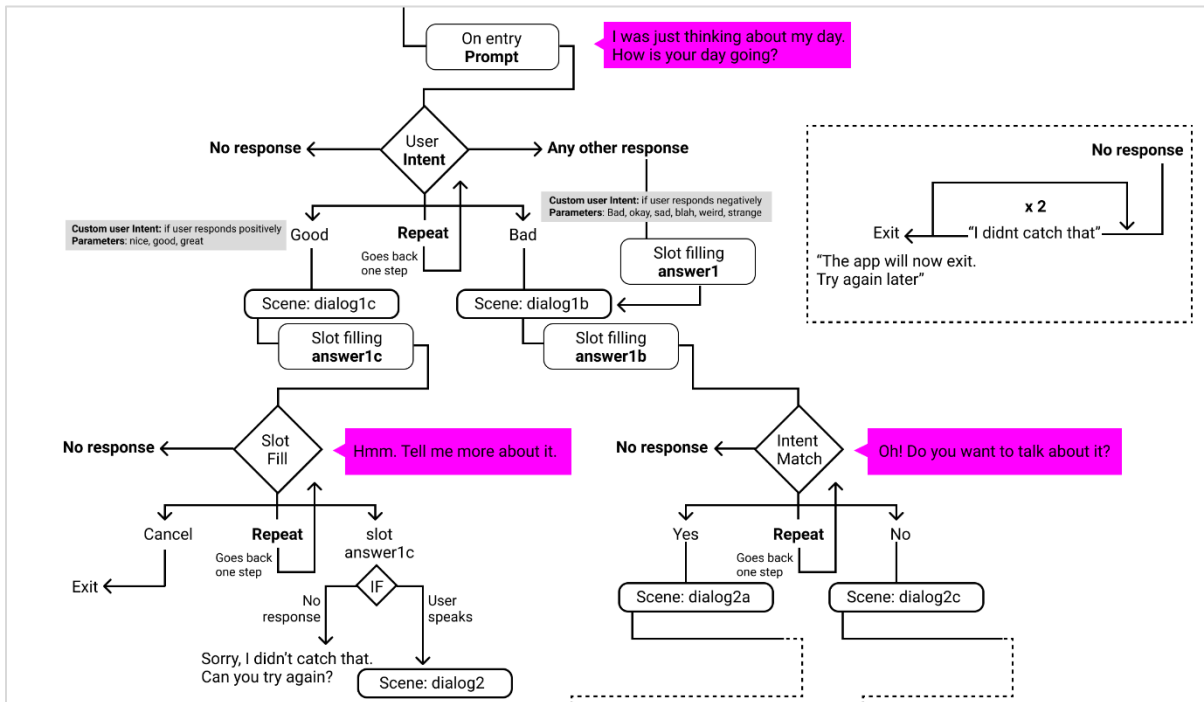 On entry
Prompt
I was just thinking about my day.
How is your day going?
No response
User
Intent
Any other response
No response
x 2
Exit
"I didnt catch that"
“The app will now exit.
Try again later”
Custom user Intent: if user responds positively
Parameters: nice, good, great
Good
Repeat
Goes back
one step
Custom user Intent: if user responds negatively
Parameters: Bad, okay, sad, blah, weird, strange
Bad
Slot filling
answer1
Scene: dialog1c
Scene: dialog1b
Slot filling
answer1c
Slot filling
answer1b
No response
Slot
Fill
Hmm. Tell me more about it.
No response
Intent
Match
Oh! Do you want to talk about it?
Cancel
Repeat
Goes back
one step
slot
answer1c
Exit
IF
No
response
User
speaks
Sorry, I didn’t catch that.
Can you try again?
Scene: dialog2
Yes
Repeat
Goes back
one step
No
Scene: dialog2a
Scene: dialog2c